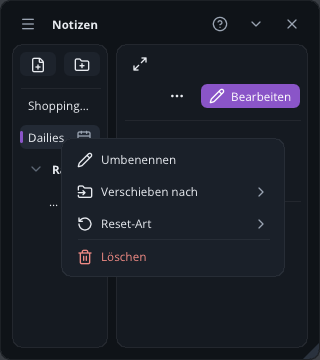 Notizen
Shopping...
Bearbeiten
Dailies
...
Umbenennen
Verschieben nach
Reset-Art
Löschen